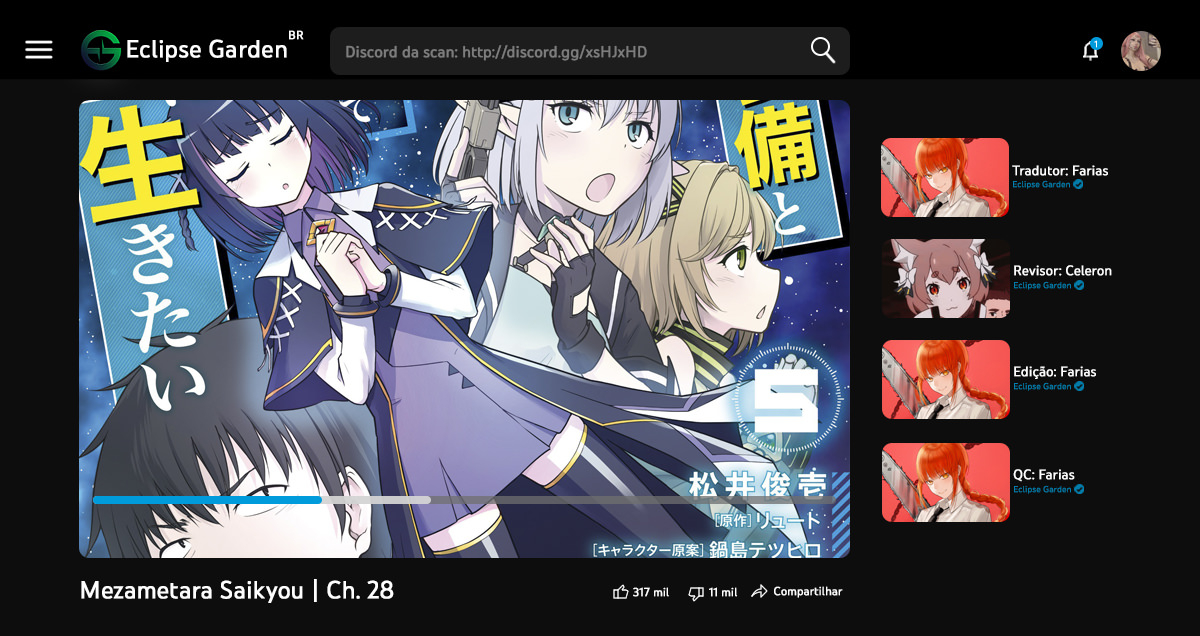 Eclipse Garden BR
Discord da scan: http://discord.gg/xsHJxHD
1
生きたい
て
備と
5
松井俊壱
[原作]リュート
[キャラクター原案]鍋島テツヒロ
Tradutor: Farias
Eclipse Garden
Revisor: Celeron
Eclipse Garden
Edição: Farias
Eclipse Garden
QC: Farias
Eclipse Garden
Mezametara Saikyou | Ch. 28
317 mil
11 mil
Compartilhar